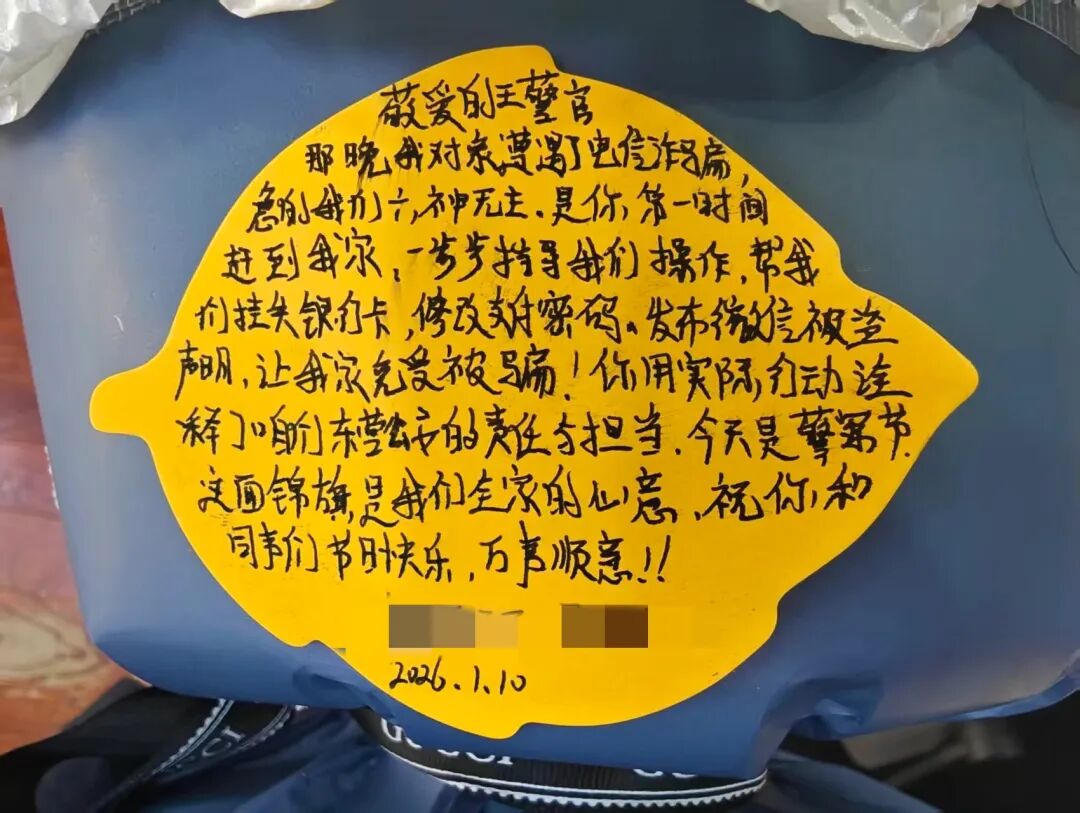 敬爱的王警官
那晚我对象遭遇了电信诈骗，
急的我们六神无主。是你，第一时间
赶到我家，一步步指导我们操作，帮我
们挂失银行卡，修改支付密码。发布微信被盗
声明，让我家免受被骗！你用实际行动诠
释了咱们东营公安的责任与担当。今天是警察节.
这面锦旗是我们全家的心意，祝你和
同事们节日快乐，万事顺意!!
2026.1.10
GUCCI